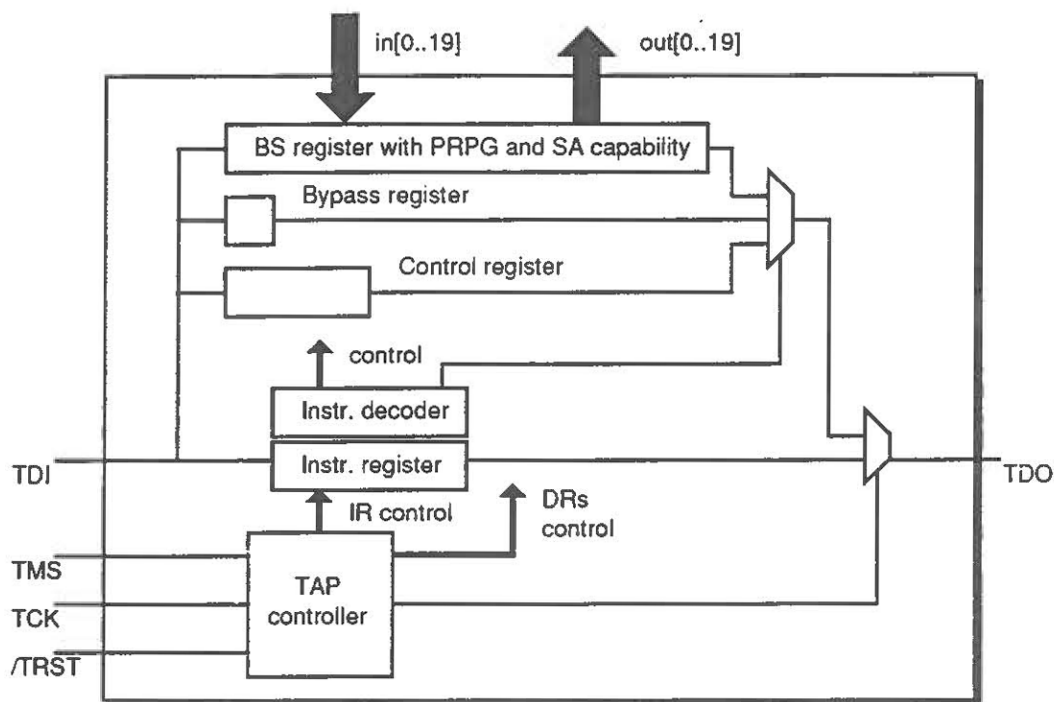 in[0..19]
out[0..19]
BS register with PRPG and SA capability
Bypass register
Control register
control
Instr. decoder
TDI
Instr. register
TDO
IR control
DRs
control
TMS
TAP
controller
TCK
/TRST